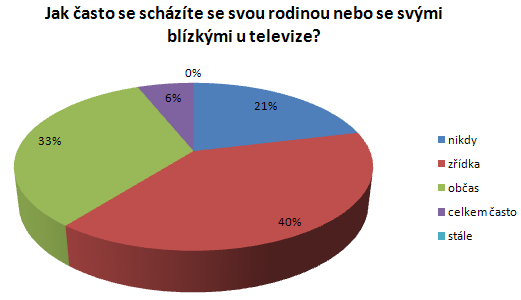 Jak často se scházíte se svou rodinou nebo se svými
blízkými u televize?
0%
6%
21%
33%
40%
nikdy
zřídka
občas
celkem často
stále